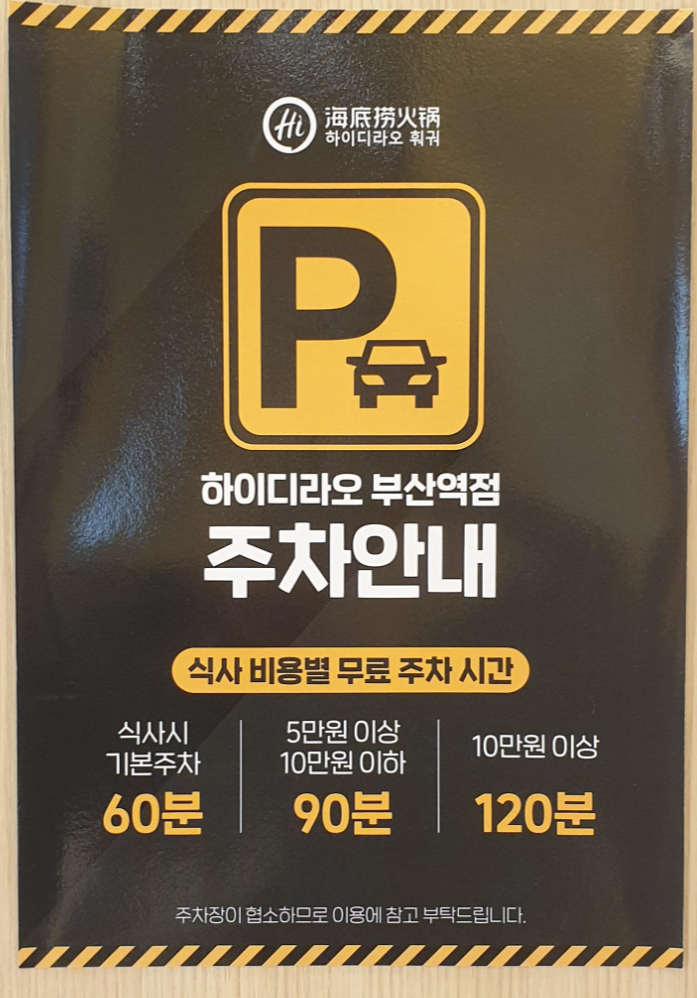 Hi
海底捞火锅
하이디라오 훠궈
P
하이디라오 부산역점
주차안내
식사 비용별 무료 주차 시간
식사시
기본주차
60분
5만원 이상
10만원 이하
90분
10만원 이상
120분
주차장이 협소하므로 이용에 참고 부탁드립니다.